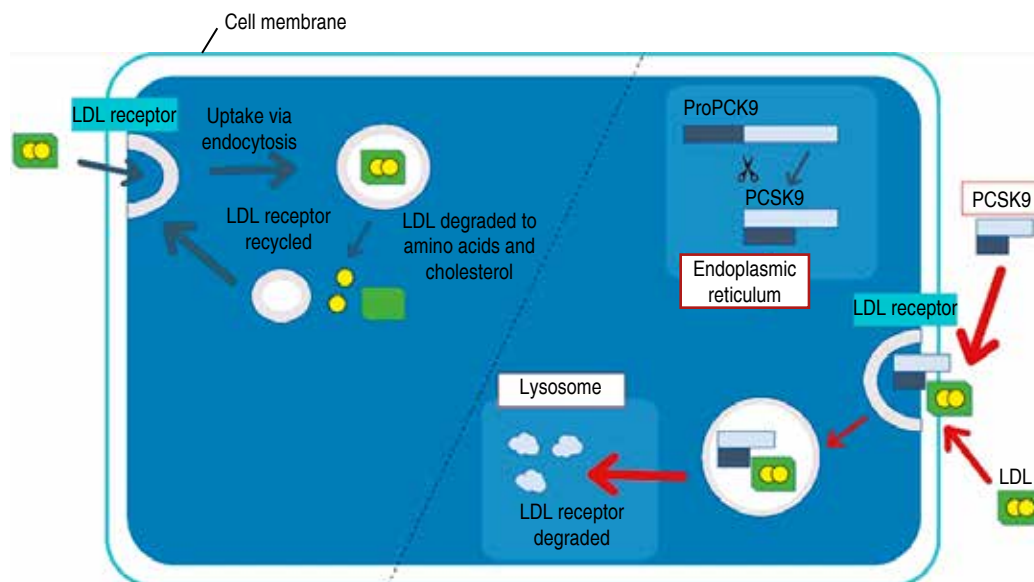 Cell membrane
LDL receptor
Uptake via
endocytosis
LDL receptor
recycled
LDL degraded to
amino acids and
cholesterol
ProPCK9
PCSK9
Endoplasmic
reticulum
PCSK9
LDL receptor
LDL
Lysosome
LDL receptor
degraded